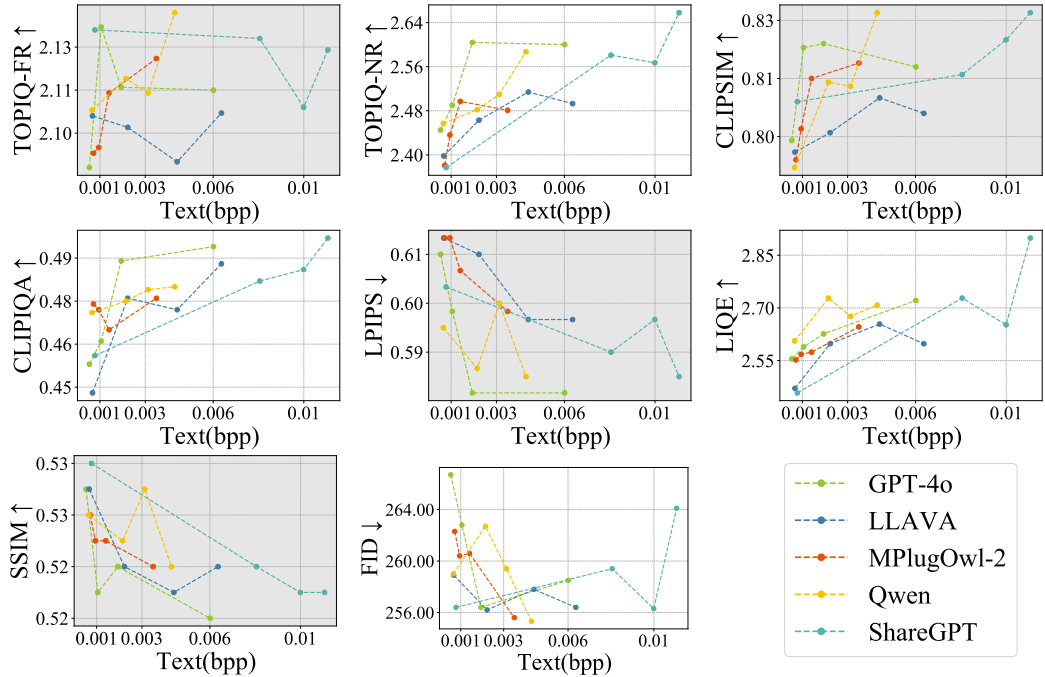 TOPIQ-FR ↑
2.13
2.11
2.10
0.001
0.003
0.006
0.01
Text(bpp)
TOPIQ-NR ↑
2.64
2.56
2.48
2.40
0.001
0.003
0.006
0.01
Text(bpp)
CLIPSIM ↑
0.83
0.81
0.80
0.001
0.003
0.006
0.01
Text(bpp)
CLIPIQA ↑
0.49
0.48
0.46
0.45
0.001
0.003
0.006
0.01
Text(bpp)
LPIPS ↓
0.61
0.60
0.59
0.001
0.003
0.006
0.01
Text(bpp)
LIQE ↑
2.85
2.70
2.55
0.001
0.003
0.006
0.01
Text(bpp)
SSIM ↑
0.53
0.53
0.52
0.52
0.001
0.003
0.006
0.01
Text(bpp)
FID ↓
264.00
260.00
256.00
0.001
0.003
0.006
0.01
Text(bpp)
GPT-4o
LLAVA
MPlugOwl-2
Qwen
ShareGPT